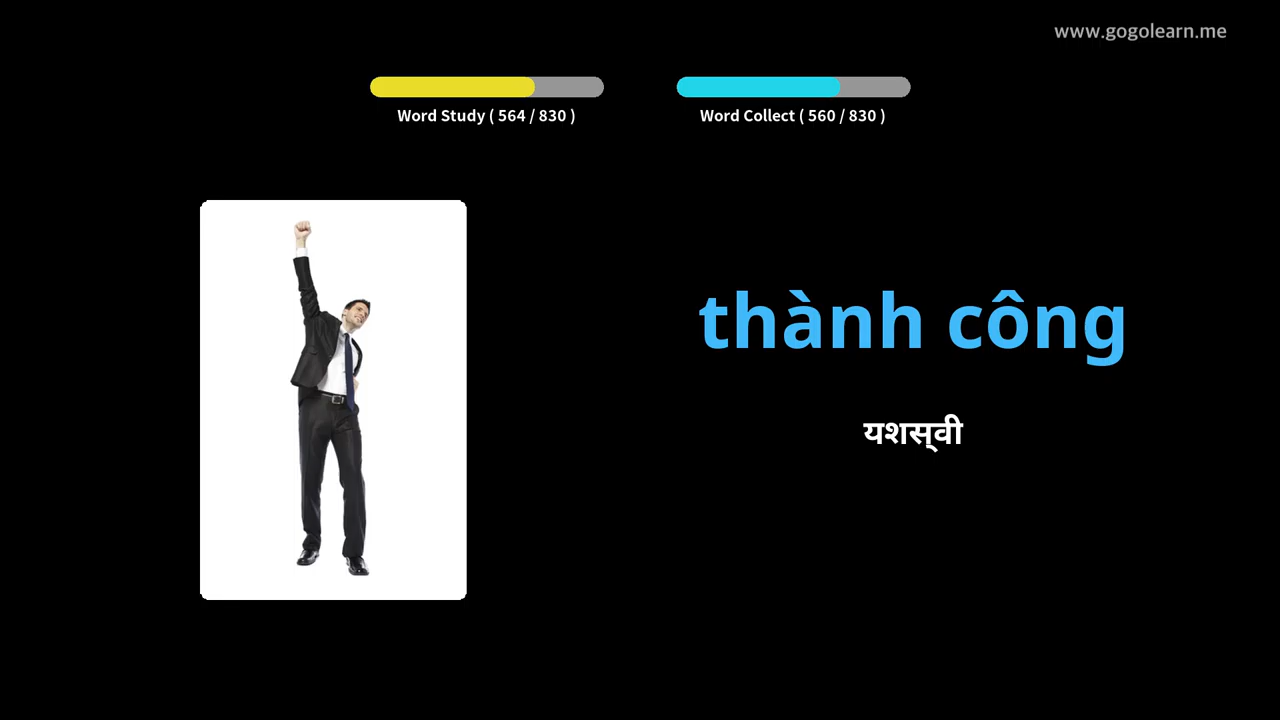 www.gogolearn.me
Word Study ( 564 / 830 )
Word Collect ( 560 / 830 )
thành công
यशस्वी